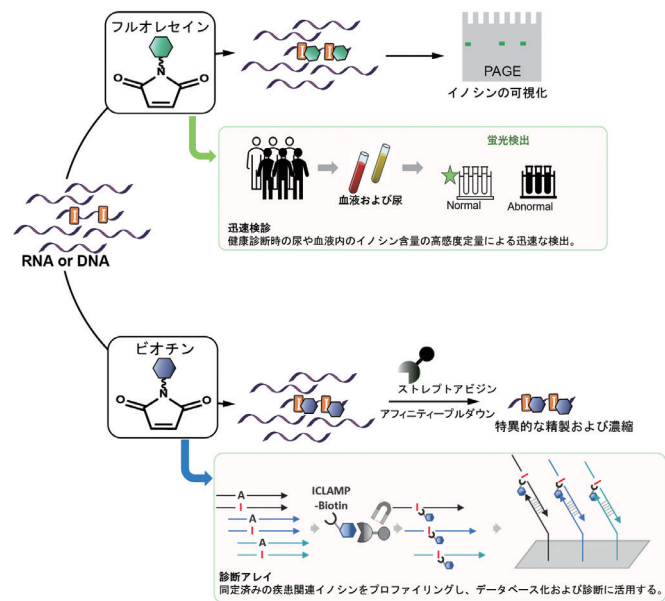 フルオレセイン
N
O
O
I
I
PAGE
イノシンの可視化
蛍光検出
血液および尿
Normal
Abnormal
迅速検診
健康診断時の尿や血液内のイノシン含量の高感度定量による迅速な検出。
I
I
RNA or DNA
ビオチン
N
O
O
I
I
ストレプトアビジン
アフィニティープルダウン
I
I
特異的な精製および濃縮
A
I
A
I
A
I
ICLAMP
-Biotin
I
I
I
I
I
I
診断アレイ
同定済みの疾患関連イノシンをプロファイリングし、データベース化および診断に活用する。